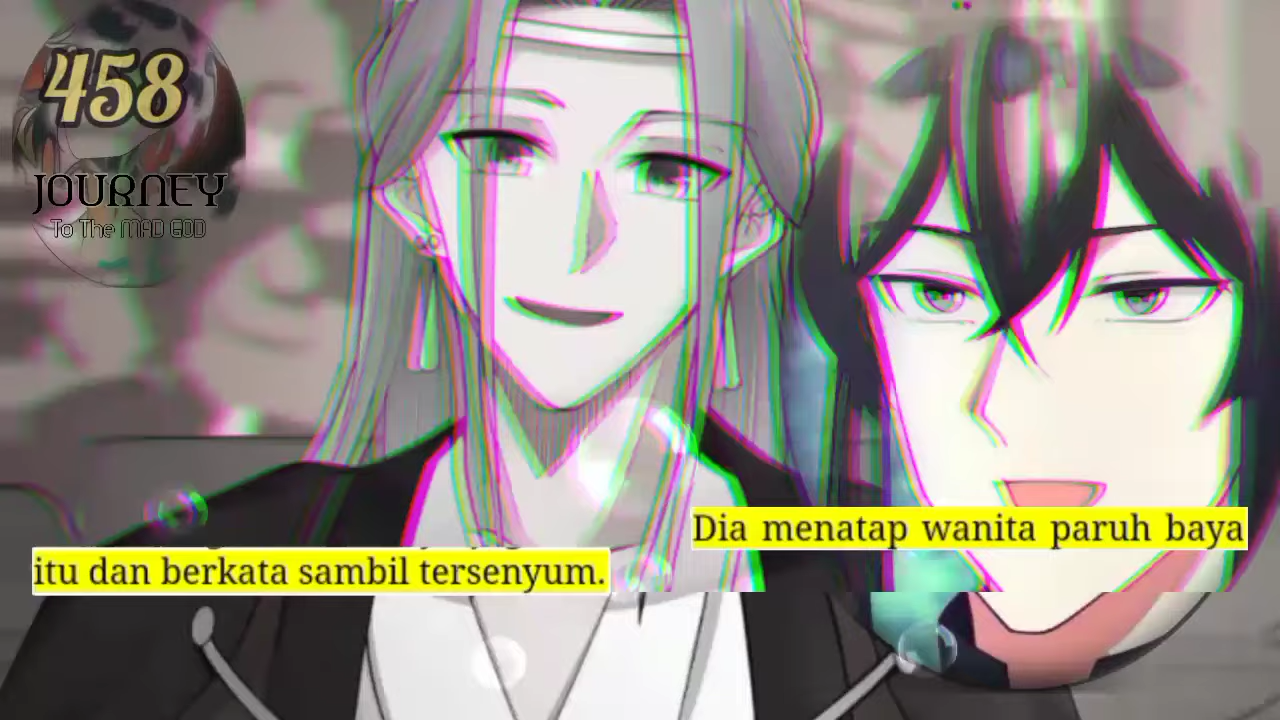 458
JOURNEY
To The MAD GOD
Dia menatap wanita paruh baya
itu dan berkata sambil tersenyum.